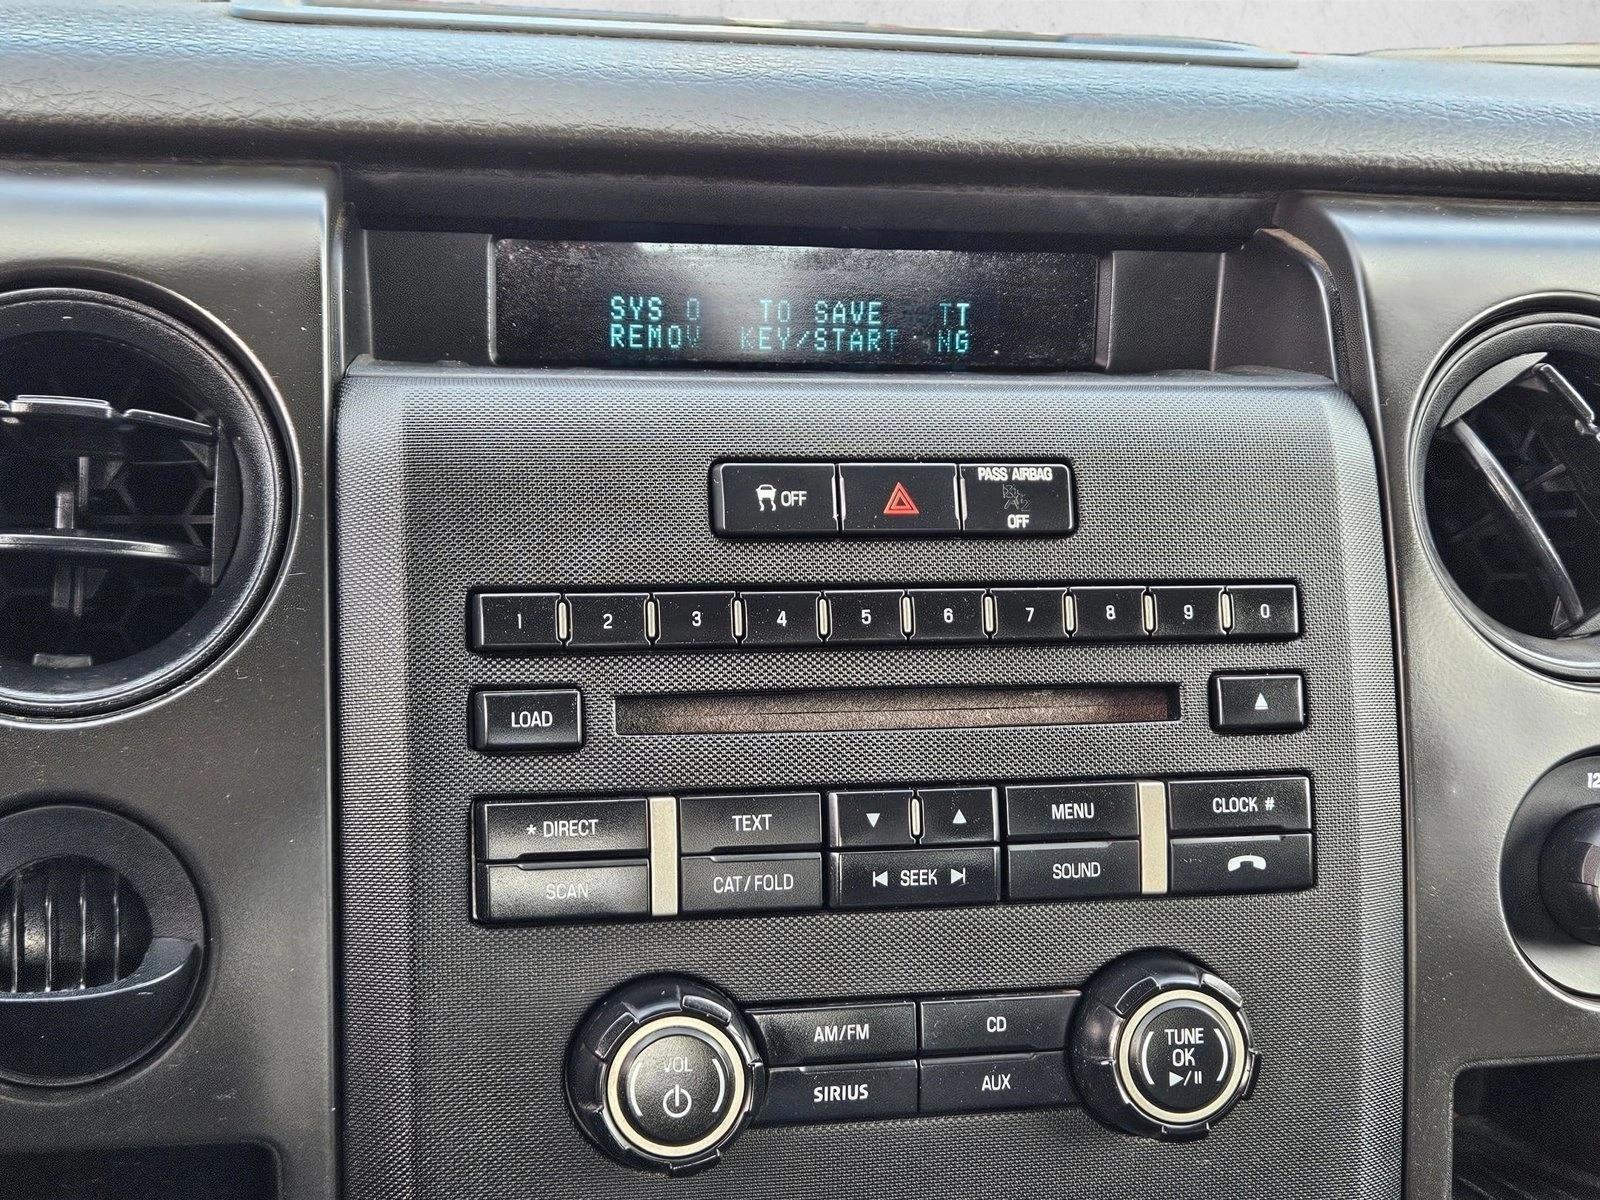 SYS TO SAVE
KEY/START
OFF
PASS AIRBAG
OFF
1 2 3 4 5 6 7 8 9 0
LOAD
* DIRECT TEXT MENU CLOCK #
SCAN CAT/FOLD SEEK SOUND
VOL AM/FM CD TUNE
OK
SIRIUS AUX
12